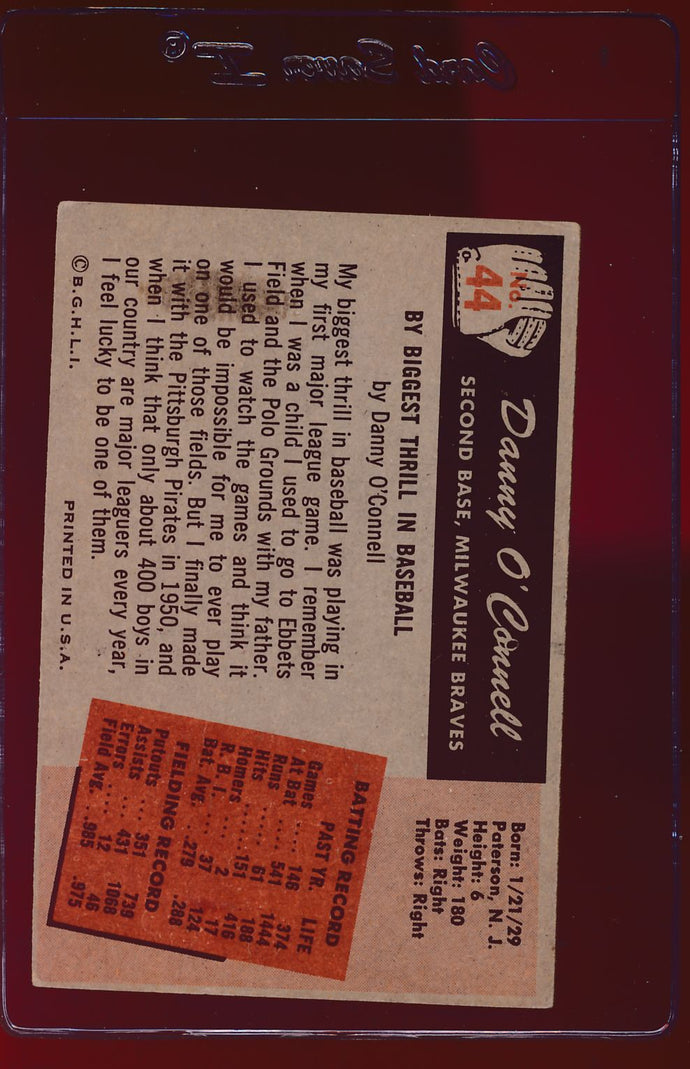 Card Saver I®
No.
44
Danny O'Connell
SECOND BASE, MILWAUKEE BRAVES
Born: 1/21/29
Paterson, N. J.
Height: 6
Weight: 180
Bats: Right
Throws: Right
BY BIGGEST THRILL IN BASEBALL
by Danny O'Connell
My biggest thrill in baseball was playing in
my first major league game. I remember
when I was a child I used to go to Ebbets
Field and the Polo Grounds with my father.
I used to watch the games and think it
would be impossible for me to ever play
on one of those fields. But I finally made
it with the Pittsburgh Pirates in 1950, and
when I think that only about 400 boys in
our country are major leaguers every year,
I feel lucky to be one of them.
© B.G.H.L.I.
PRINTED IN U.S.A.
BATTING RECORD
PAST YR. LIFE
Games .... 146 374
At Bat .... 541 1444
Runs .... 61 188
Hits .... 151 416
Homers .... 2 17
R. B. I. .... 37 124
Bat. Ave. .279 .288
FIELDING RECORD
Putouts ... 351 739
Assists ... 431 1068
Errors .... 12 46
Field Avg. .985 .975